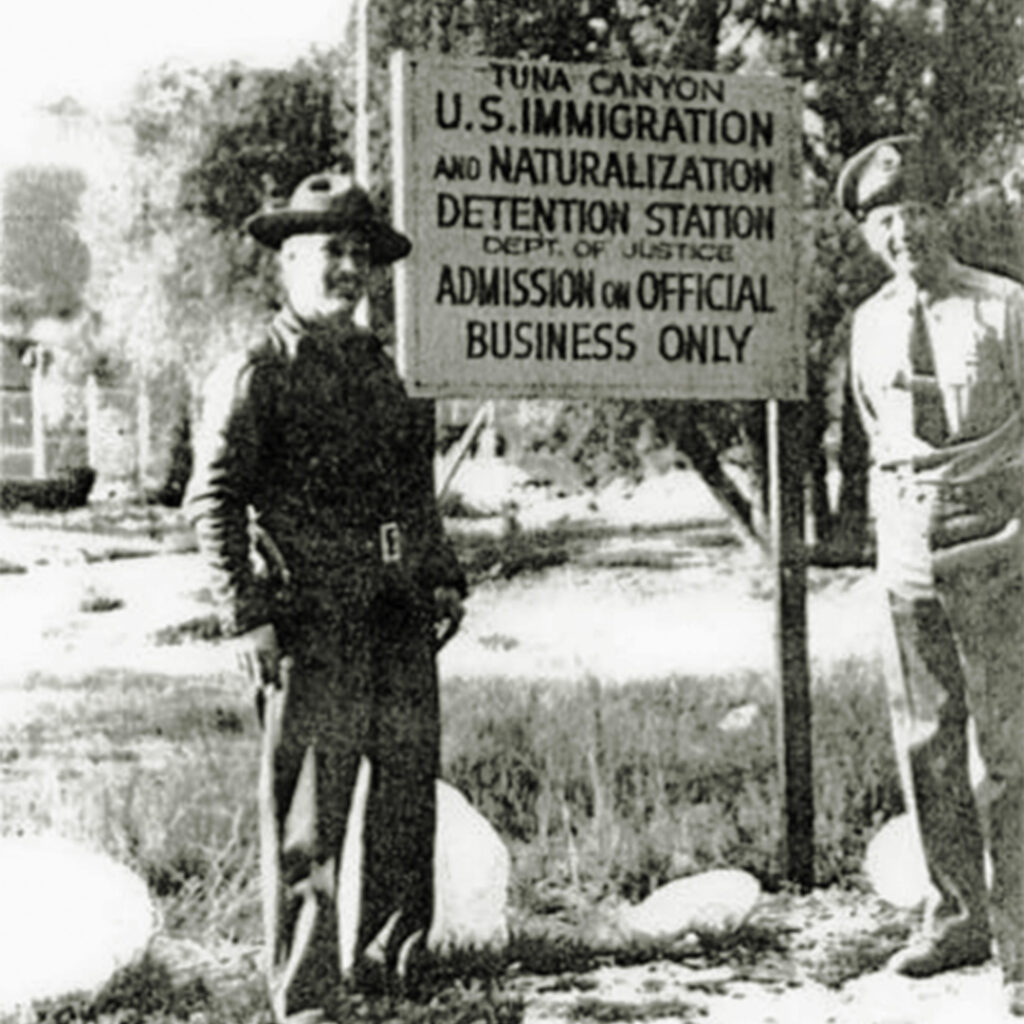 TUNA CANYON
U.S. IMMIGRATION
AND NATURALIZATION
DETENTION STATION
DEPT. OF JUSTICE
ADMISSION ON OFFICIAL
BUSINESS ONLY